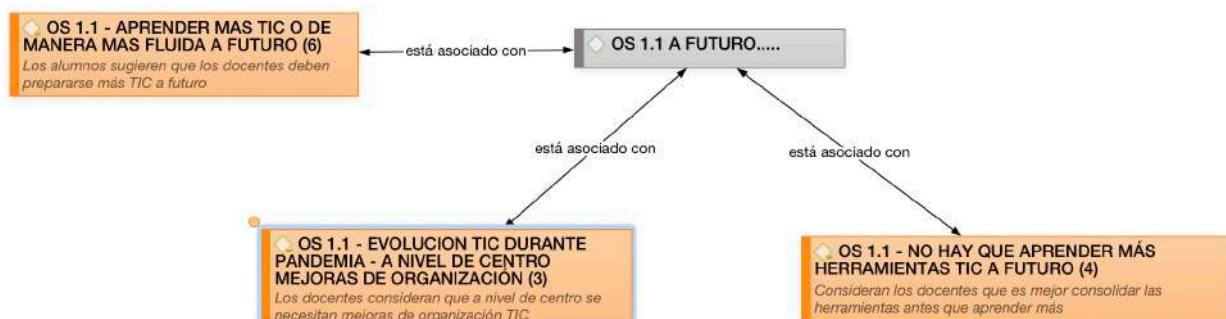 OS 1.1 - APRENDER MAS TIC O DE
MANERA MAS FLUIDA A FUTURO (6)
Los alumnos sugieren que los docentes deben
prepararse más TIC a futuro
está asociado con
OS 1.1 A FUTURO.....
está asociado con
está asociado con
OS 1.1 - EVOLUCION TIC DURANTE
PANDEMIA - A NIVEL DE CENTRO
MEJORAS DE ORGANIZACIÓN (3)
Los docentes consideran que a nivel de centro se
necesitan mejoras de organización TIC
OS 1.1 - NO HAY QUE APRENDER MÁS
HERRAMIENTAS TIC A FUTURO (4)
Consideran los docentes que es mejor consolidar las
herramientas antes que aprender más